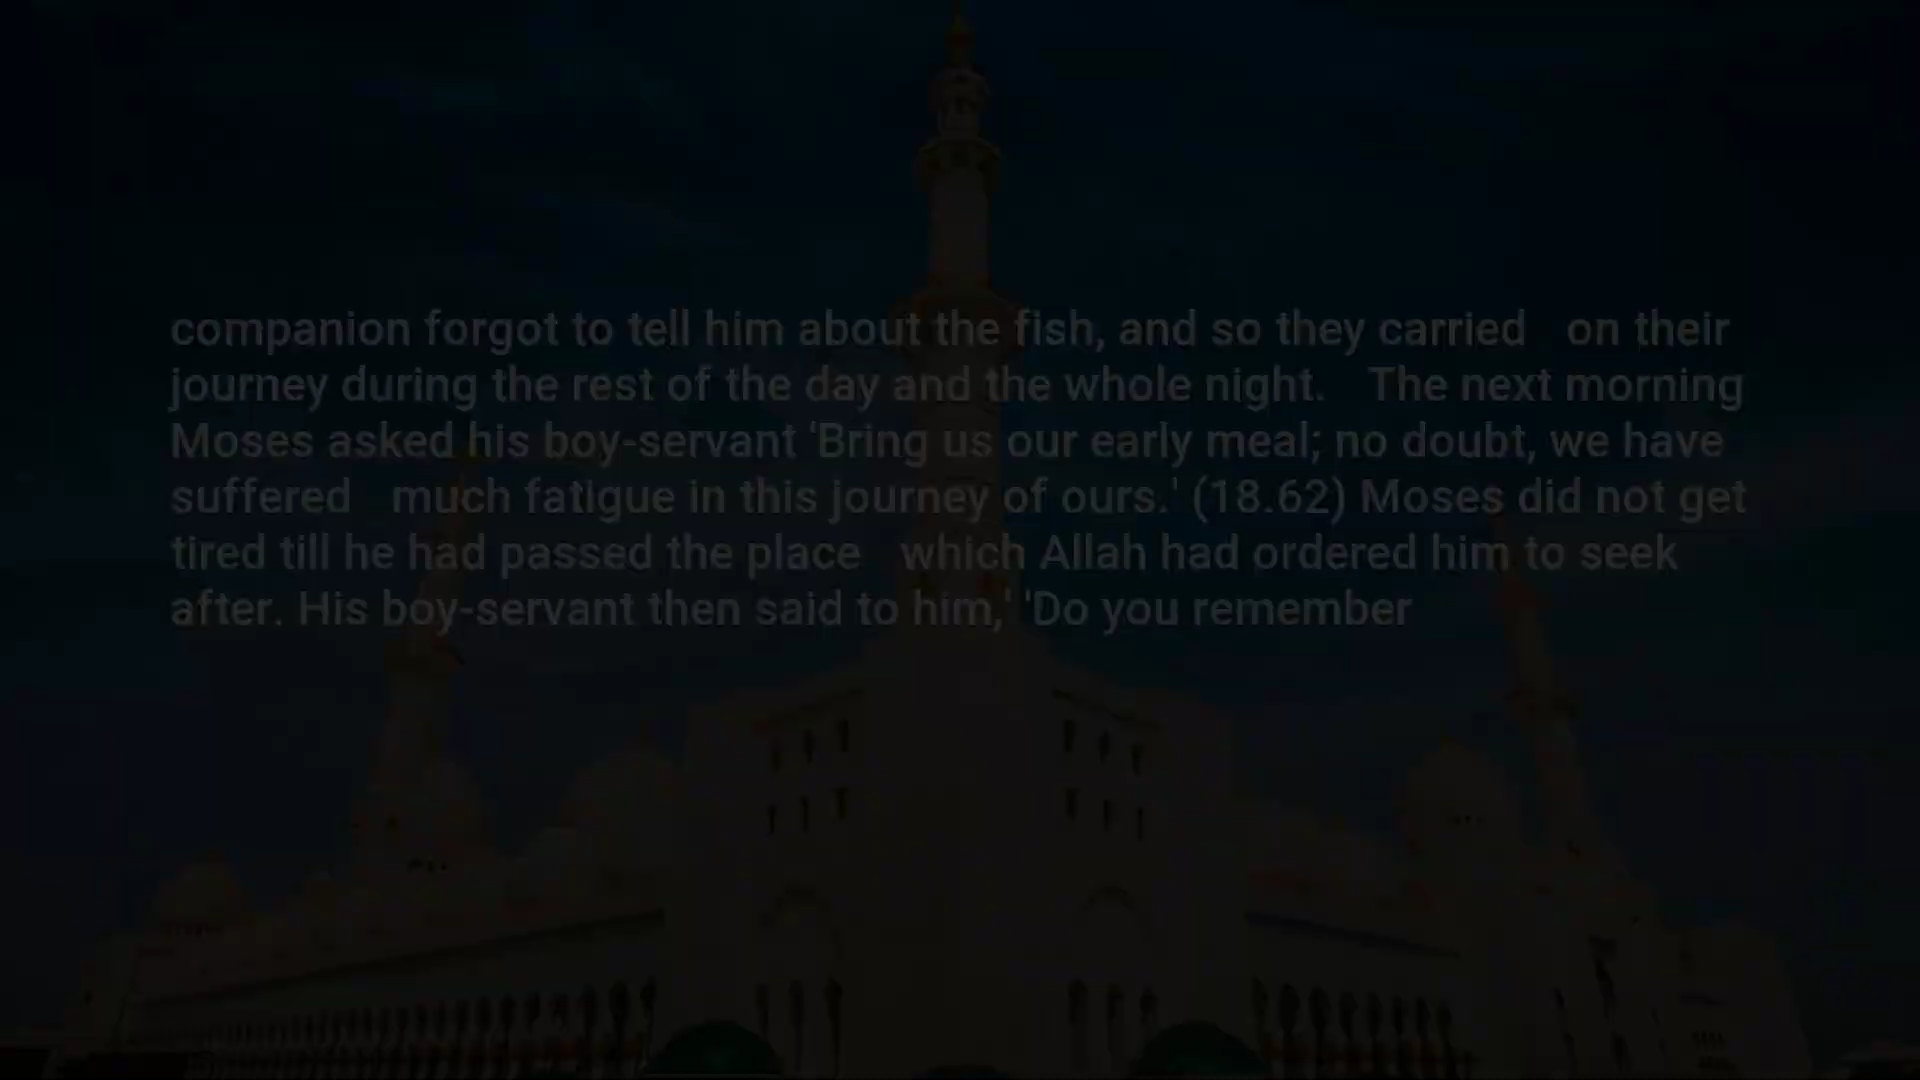 companion forgot to tell him about the fish, and so they carried on their
journey during the rest of the day and the whole night. The next morning
Moses asked his boy-servant 'Bring us our early meal; no doubt, we have
suffered much fatigue in this journey of ours.' (18.62) Moses did not get
tired till he had passed the place which Allah had ordered him to seek
after. His boy-servant then said to him,' 'Do you remember